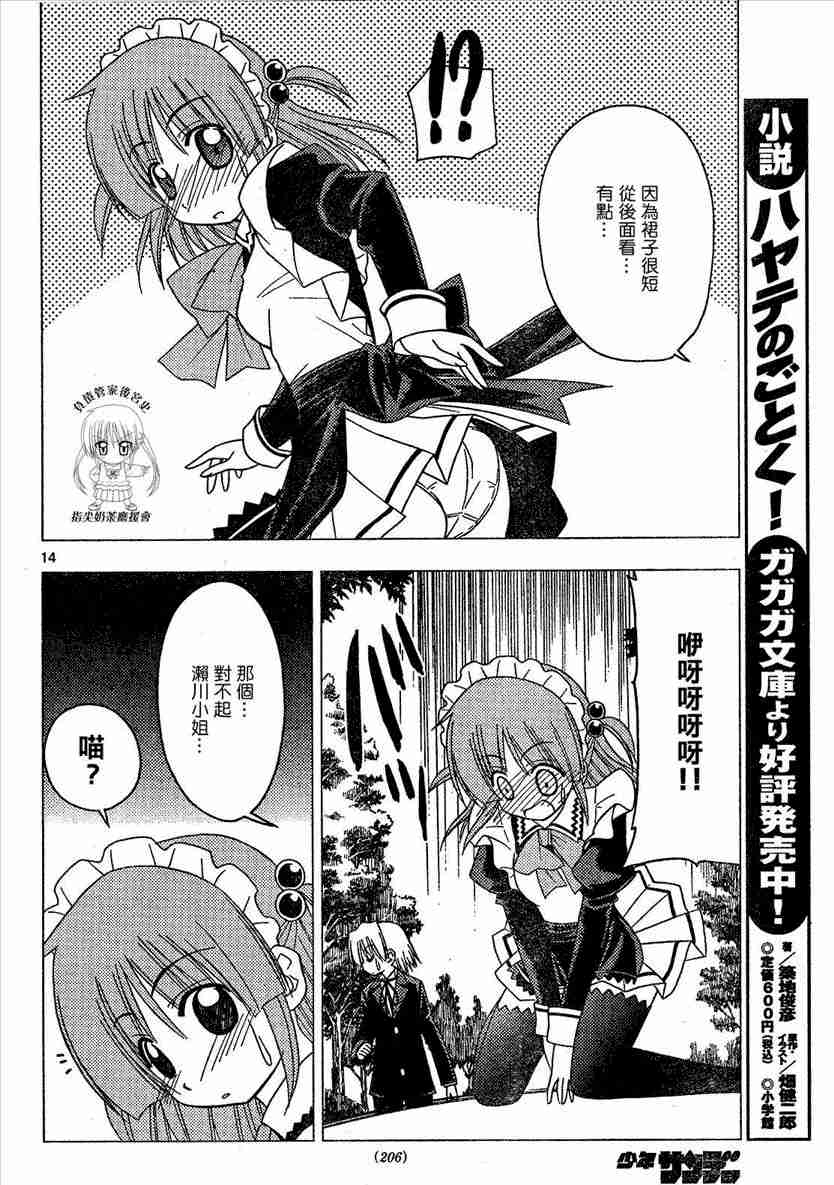 !?
因為裙子很短
從後面看…
有點…
負債管家後宮史
指尖奶茶應援會
14
咿呀呀呀呀呀!!
那個…
對不起
瀬川小姐…
喵?
(206)
少年サンデー
小説
ハヤテのごとく!
ガガガ文庫より好評発売中!
著/築地俊彦 原作・イラスト/畑健二郎
◎定価600円(税込) ◎小学館